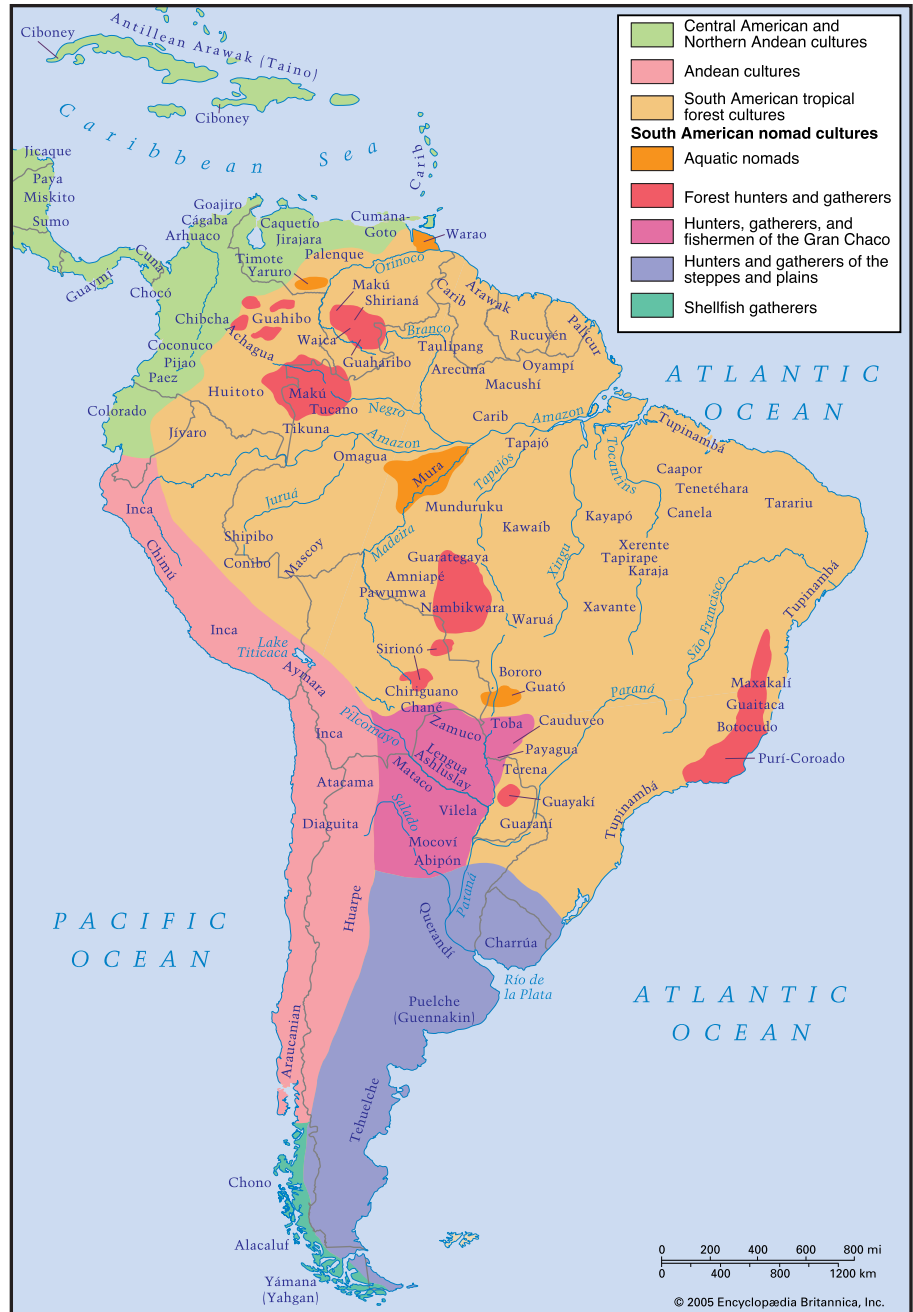 Central American and
Northern Andean cultures
Andean cultures
South American tropical
forest cultures
South American nomad cultures
Aquatic nomads
Forest hunters and gatherers
Hunters, gatherers, and
fishermen of the Gran Chaco
Hunters and gatherers of the
steppes and plains
Shellfish gatherers
Ciboney
Antillean Arawak (Taino)
Ciboney
Caribbean Sea
Carib
Jicaque
Paya
Miskito
Sumo
Guaymí
Cuna
Chocó
Goajiro
Cágaba
Arhuaco
Caquetío
Jirajara
Cumana-
Goto
Warao
Timote
Palenque
Yaruro
Orinoco
Makú
Shirianá
Carib
Arawak
Palicur
Chibcha
Guahibo
Achagua
Waica
Branco
Rucuyén
Coconuco
Taulipang
Pijao
Guaharibo
Arecuna
Oyampí
Paez
Macushí
Huitoto
Makú
Tucano
Negro
Colorado
Carib
Amazon
Tupinambá
Jívaro
Tikuna
Amazon
Tapajó
Omagua
Tocantins
Mura
Tapajós
Caapor
Tenetéhara
Tarariu
Juruá
Inca
Munduruku
Kayapó
Canela
Kawaíb
Chimú
Shipibo
Conibo
Mascoy
Madeira
Xerente
Tapirape
Karaja
Guarategaya
Amniapé
Pawumwa
Nambikwara
Xingu
Xavante
Waruá
São Francisco
Tupinambá
Inca
Lake
Titicaca
Aymara
Sirionó
Bororo
Guató
Chiriguano
Chané
Paraná
Maxakalí
Guaitaca
Botocudo
Purí-Coroado
Inca
Pilcomayo
Zamuco
Toba
Cauduvéo
Payagua
Lengua
Ashluslay
Terena
Mataco
Atacama
Guayakí
Salado
Vilela
Tupinambá
Diaguita
Guaraní
Mocoví
Abipón
Huarpe
Paraná
Querandí
Charrúa
PACIFIC
OCEAN
ATLANTIC
OCEAN
Río de
la Plata
ATLANTIC
OCEAN
Puelche
(Guennakin)
Araucanian
Tehuelche
Chono
Alacaluf
Yámana
(Yahgan)
0 200 400 600 800 mi
0 400 800 1200 km
© 2005 Encyclopædia Britannica, Inc.